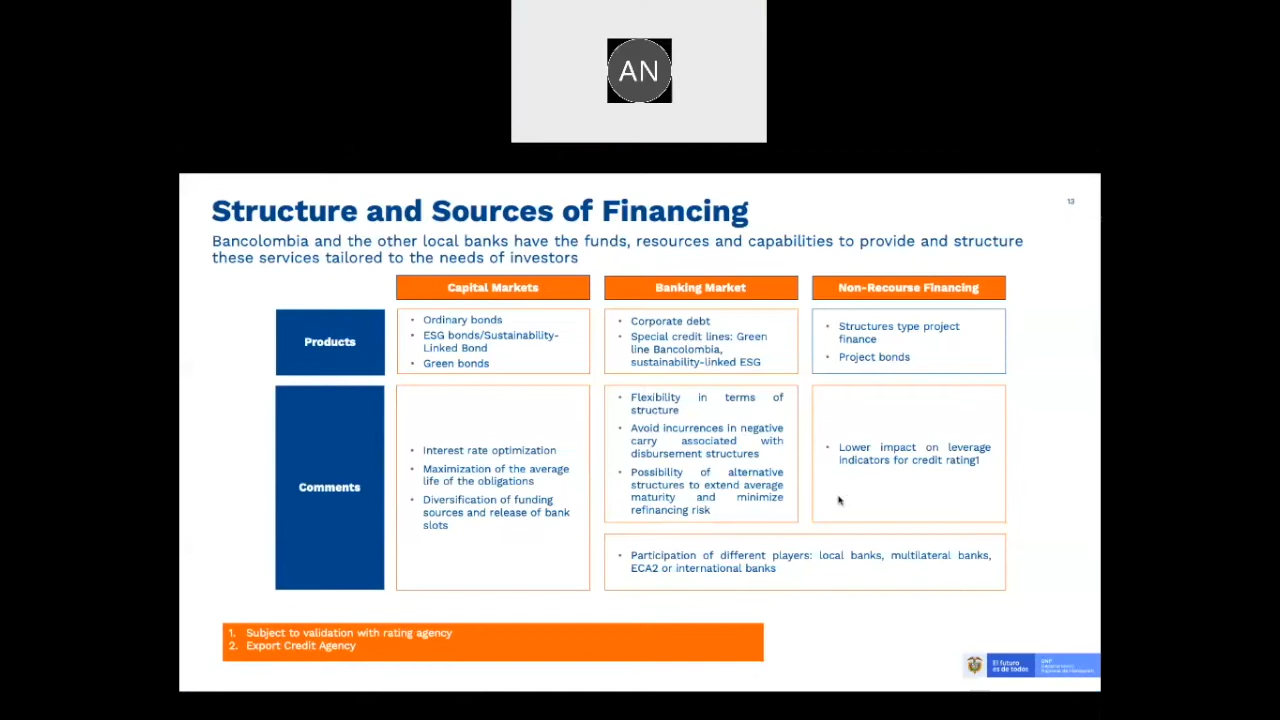 AN
Structure and Sources of Financing
13
Bancolombia and the other local banks have the funds, resources and capabilities to provide and structure
these services tailored to the needs of investors
Capital Markets
Banking Market
Non-Recourse Financing
Products
• Ordinary bonds
• ESG bonds/Sustainability-
Linked Bond
• Green bonds
• Corporate debt
• Special credit lines: Green
line Bancolombia,
sustainability-linked ESG
• Structures type project
finance
• Project bonds
Comments
• Interest rate optimization
• Maximization of the average
life of the obligations
• Diversification of funding
sources and release of bank
slots
• Flexibility in terms of
structure
• Avoid incurrences in negative
carry associated with
disbursement structures
• Possibility of alternative
structures to extend average
maturity and minimize
refinancing risk
• Lower impact on leverage
indicators for credit rating1
• Participation of different players: local banks, multilateral banks,
ECA2 or international banks
1. Subject to validation with rating agency
2. Export Credit Agency
El futuro
es de todos
DNP
Departamento
Nacional de Planeación